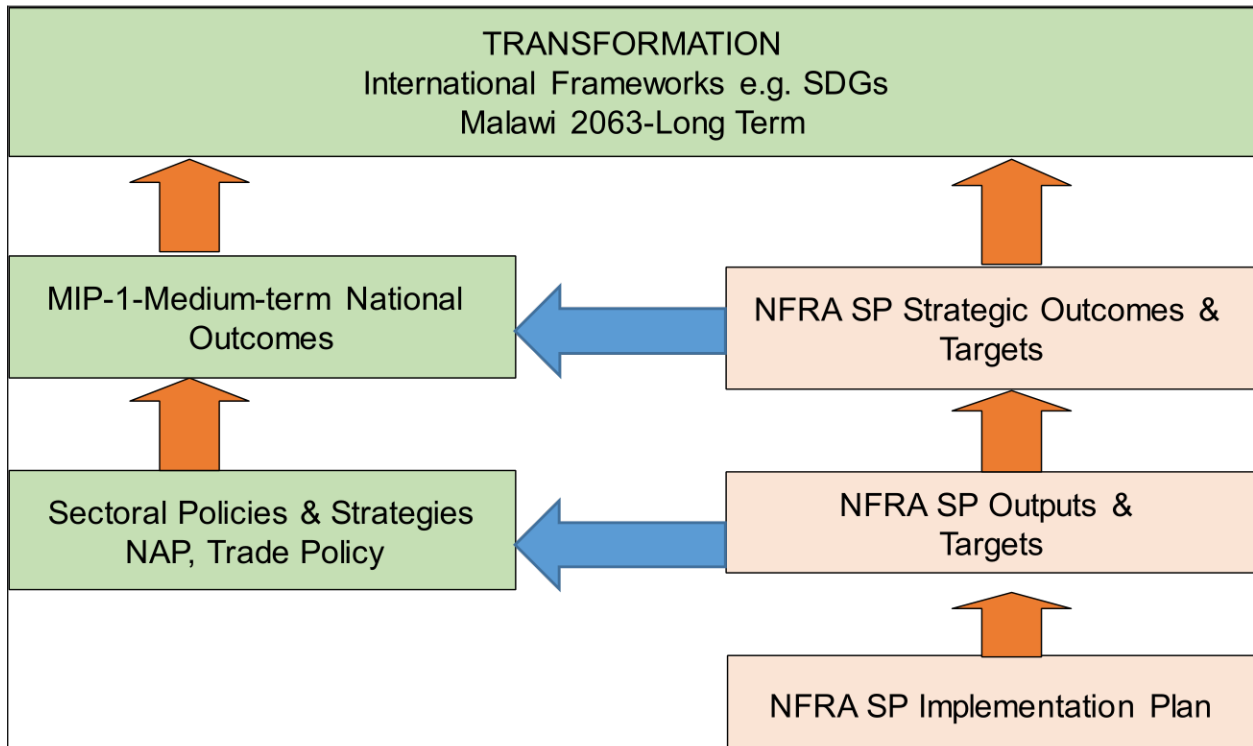 TRANSFORMATION
International Frameworks e.g. SDGs
Malawi 2063-Long Term
MIP-1-Medium-term National
Outcomes
NFRA SP Strategic Outcomes &
Targets
Sectoral Policies & Strategies
NAP, Trade Policy
NFRA SP Outputs &
Targets
NFRA SP Implementation Plan